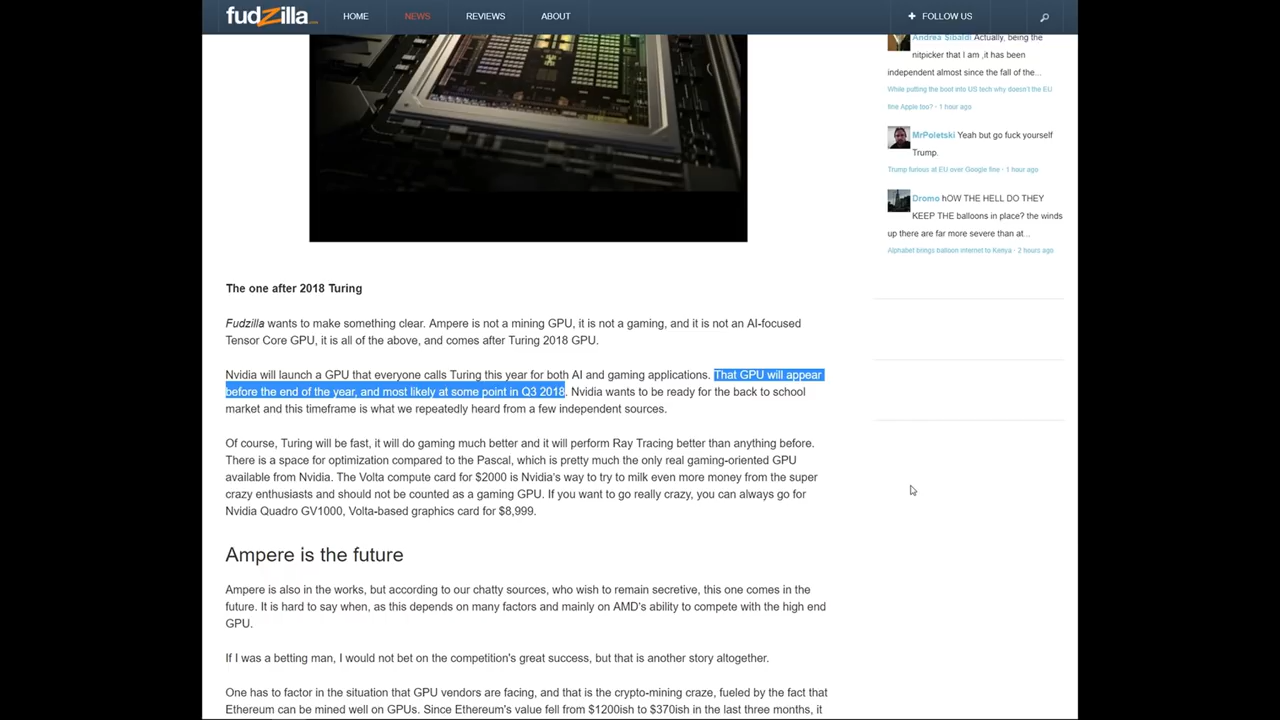 fudzilla.com
HOME
NEWS
REVIEWS
ABOUT
FOLLOW US
The one after 2018 Turing
Fudzilla wants to make something clear. Ampere is not a mining GPU, it is not a gaming, and it is not an AI-focused
Tensor Core GPU, it is all of the above, and comes after Turing 2018 GPU.
Nvidia will launch a GPU that everyone calls Turing this year for both AI and gaming applications. That GPU will appear
before the end of the year, and most likely at some point in Q3 2018. Nvidia wants to be ready for the back to school
market and this timeframe is what we repeatedly heard from a few independent sources.
Of course, Turing will be fast, it will do gaming much better and it will perform Ray Tracing better than anything before.
There is a space for optimization compared to the Pascal, which is pretty much the only real gaming-oriented GPU
available from Nvidia. The Volta compute card for $2000 is Nvidia's way to try to milk even more money from the super
crazy enthusiasts and should not be counted as a gaming GPU. If you want to go really crazy, you can always go for
Nvidia Quadro GV1000, Volta-based graphics card for $8,999.
Ampere is the future
Ampere is also in the works, but according to our chatty sources, who wish to remain secretive, this one comes in the
future. It is hard to say when, as this depends on many factors and mainly on AMD's ability to compete with the high end
GPU.
If I was a betting man, I would not bet on the competition's great success, but that is another story altogether.
One has to factor in the situation that GPU vendors are facing, and that is the crypto-mining craze, fueled by the fact that
Ethereum can be mined well on GPUs. Since Ethereum's value fell from $1200ish to $370ish in the last three months, it
Andrea Sibaldi Actually, being the
nitpicker that I am ,it has been
independent almost since the fall of the...
While putting the boot into US tech why doesn't the EU
fine Apple too? · 1 hour ago
MrPoletski Yeah but go fuck yourself
Trump.
Trump furious at EU over Google fine · 1 hour ago
Dromo hOW THE HELL DO THEY
KEEP THE balloons in place? the winds
up there are far more severe than at...
Alphabet brings balloon internet to Kenya · 2 hours ago